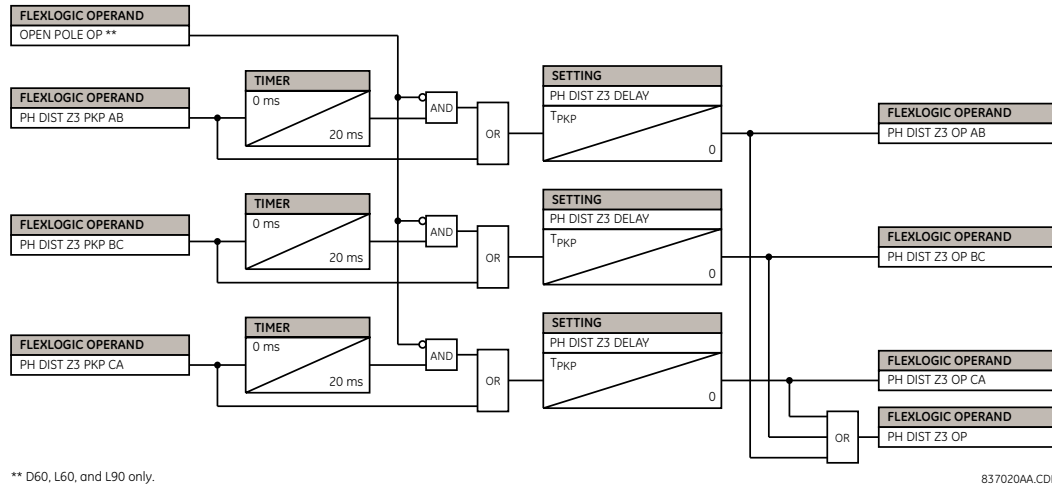 FLEXLOGIC OPERAND
OPEN POLE OP **
FLEXLOGIC OPERAND
PH DIST Z3 PKP AB
TIMER
0 ms
20 ms
AND
OR
SETTING
PH DIST Z3 DELAY
TPKP
0
FLEXLOGIC OPERAND
PH DIST Z3 OP AB
FLEXLOGIC OPERAND
PH DIST Z3 PKP BC
TIMER
0 ms
20 ms
AND
OR
SETTING
PH DIST Z3 DELAY
TPKP
0
FLEXLOGIC OPERAND
PH DIST Z3 OP BC
FLEXLOGIC OPERAND
PH DIST Z3 PKP CA
TIMER
0 ms
20 ms
AND
OR
SETTING
PH DIST Z3 DELAY
TPKP
0
FLEXLOGIC OPERAND
PH DIST Z3 OP CA
OR
FLEXLOGIC OPERAND
PH DIST Z3 OP
** D60, L60, and L90 only.
837020AA.CD